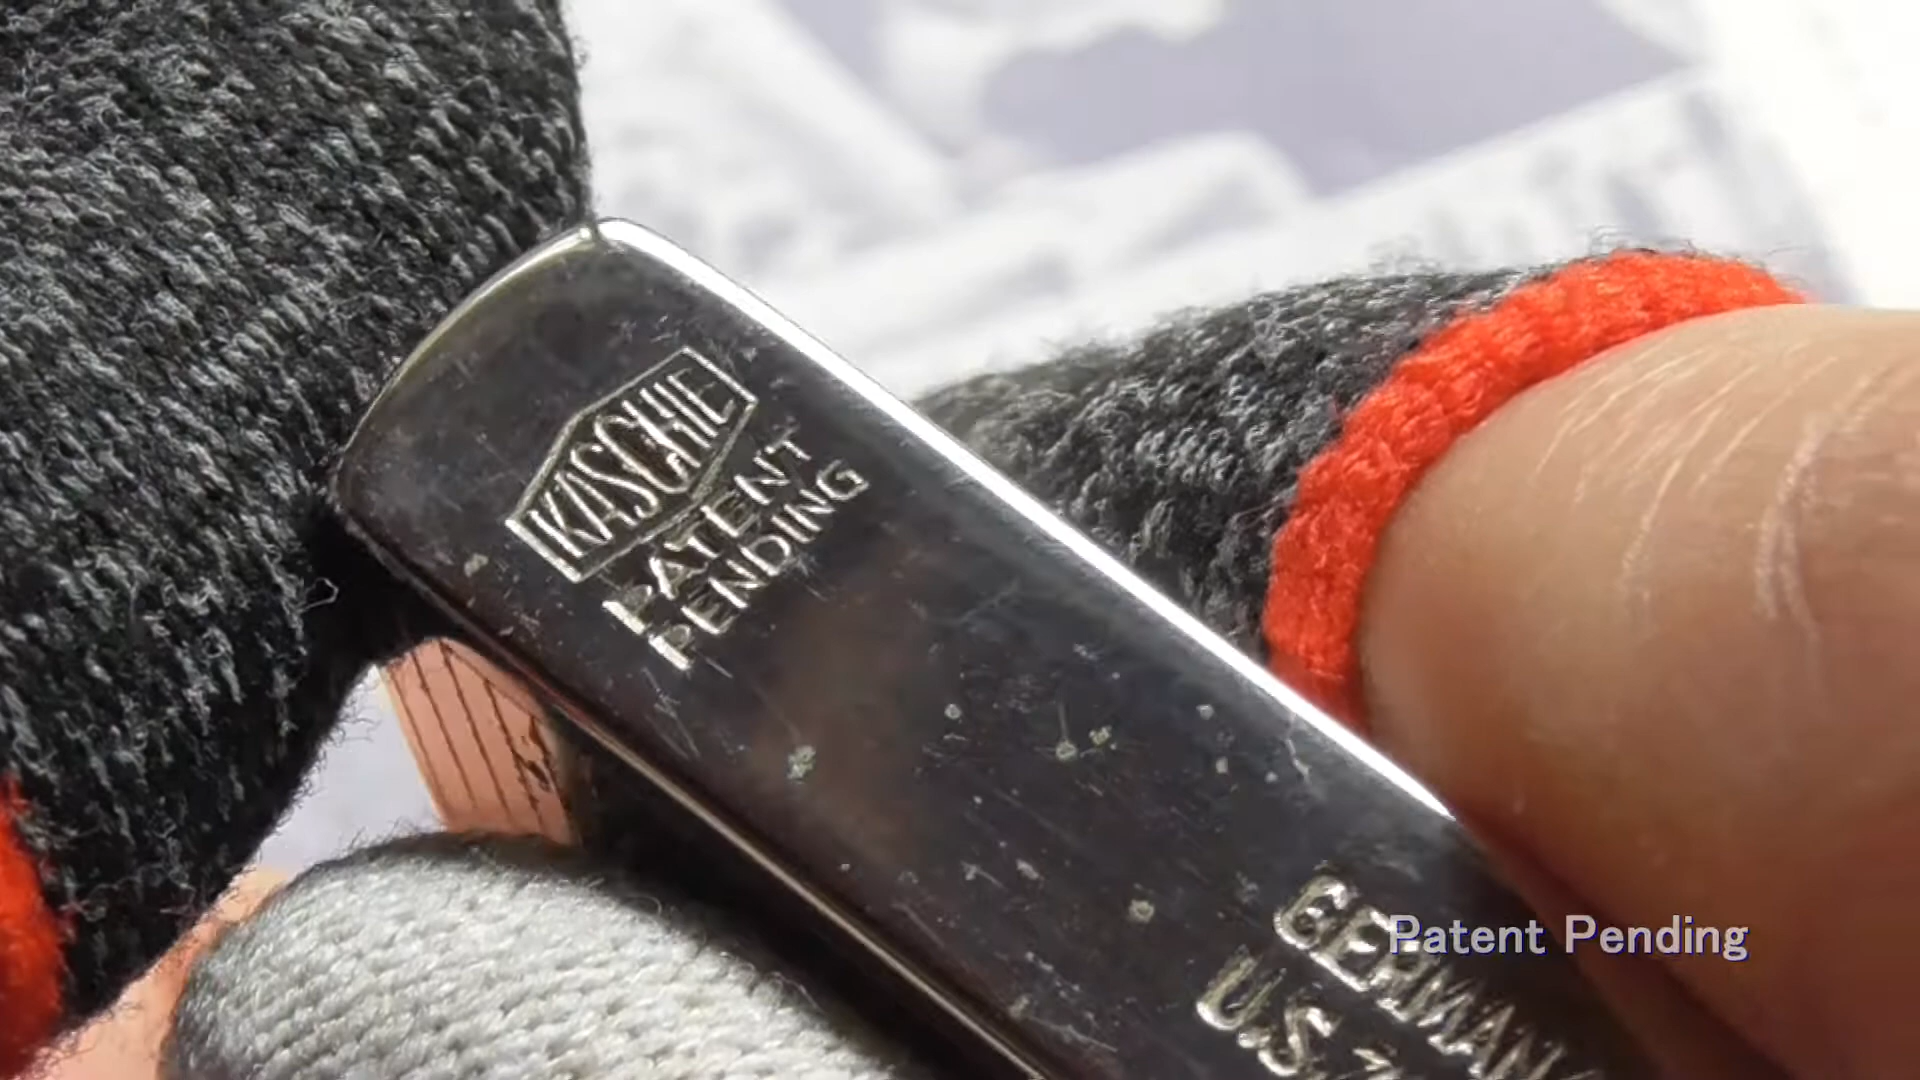 KASCHIE
PATENT
PENDING
GERMANY
U.S.
Patent Pending